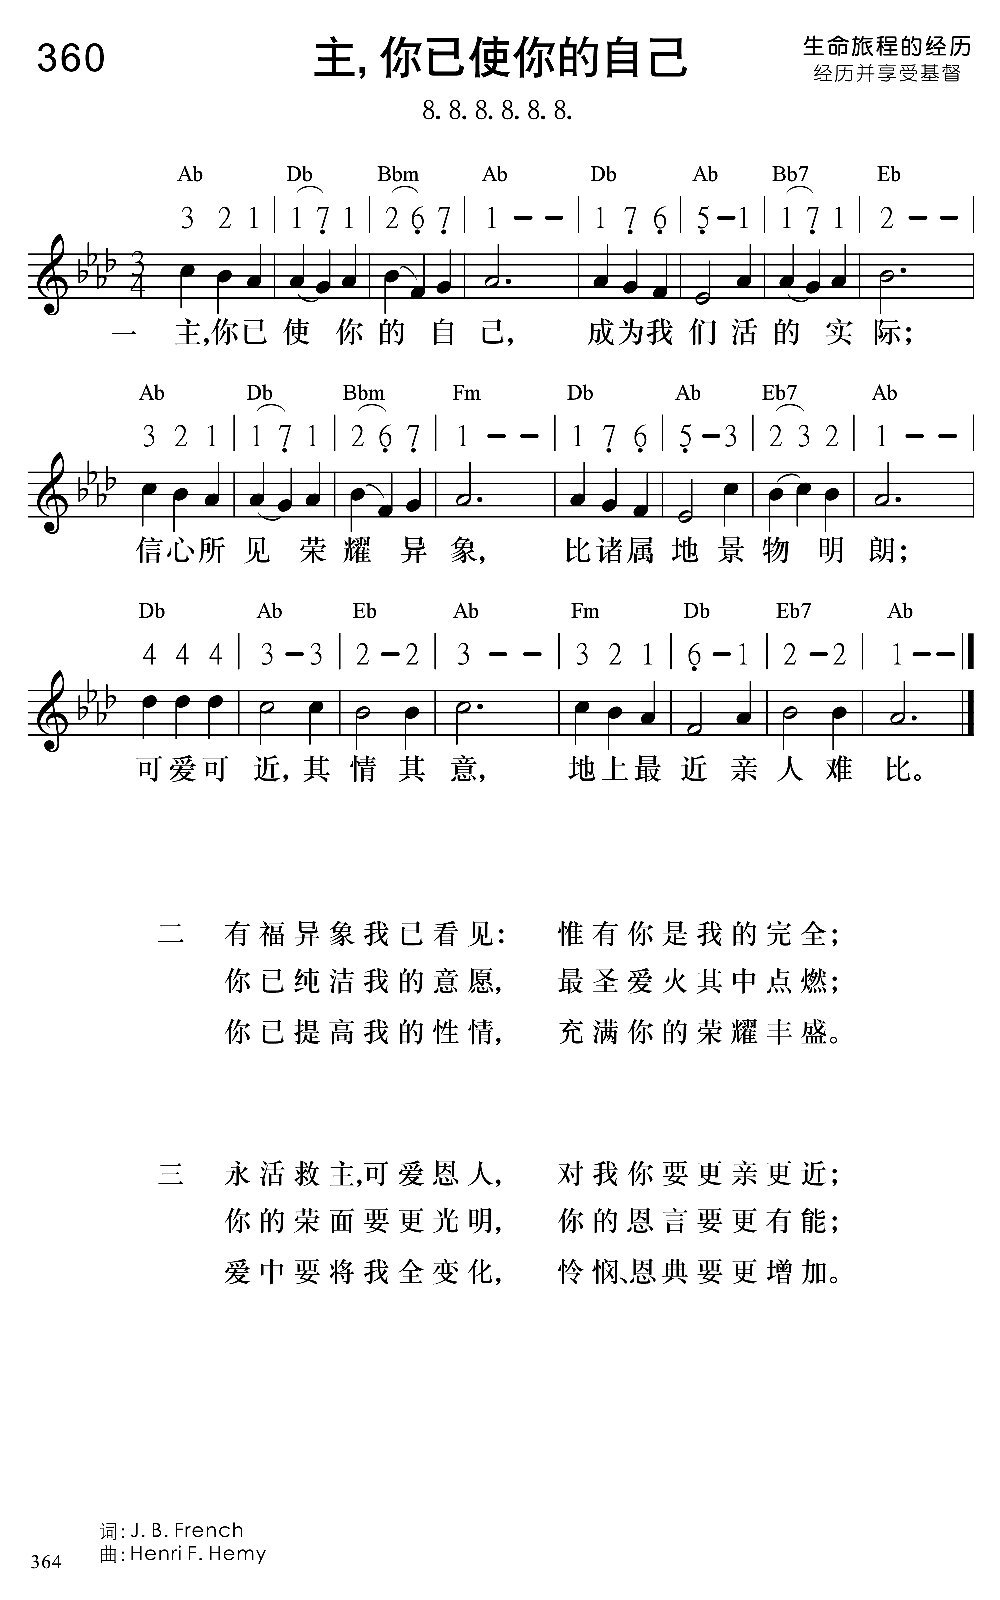 360
主，你已使你的自己
生命旅程的经历
经历并享受基督
8. 8. 8. 8. 8. 8.
Ab Db Bbm Ab Db Ab Bb7 Eb
3 2 1 | 1 7̣ 1 | 2 6̣ 7̣ | 1 – – | 1 7̣ 6̣ | 5̣ – 1 | 1 7̣ 1 | 2 – – |
3
4
一 主,你已 使 你 的 自 己， 成为我 们 活 的 实 际；
Ab Db Bbm Fm Db Ab Eb7 Ab
3 2 1 | 1 7̣ 1 | 2 6̣ 7̣ | 1 – – | 1 7̣ 6̣ | 5̣ – 3 | 2 3 2 | 1 – – |
信心所 见 荣 耀 异 象， 比诸属 地 景 物 明 朗；
Db Ab Eb Ab Fm Db Eb7 Ab
4 4 4 | 3 – 3 | 2 – 2 | 3 – – | 3 2 1 | 6̣ – 1 | 2 – 2 | 1 – – ‖
可爱可 近，其 情 其 意， 地上最 近 亲 人 难 比。
二 有福异象我已看见： 惟有你是我的完全；
你已纯洁我的意愿， 最圣爱火其中点燃；
你已提高我的性情， 充满你的荣耀丰盛。
三 永活救主,可爱恩人， 对我你要更亲更近；
你的荣面要更光明， 你的恩言要更有能；
爱中要将我全变化， 怜悯、恩典要更增加。
词：J. B. French
曲：Henri F. Hemy
364